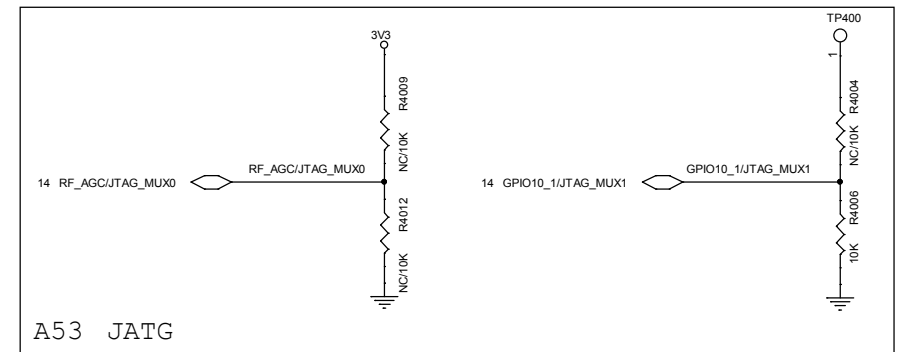 3V3
R4009
NC/10K
RF_AGC/JTAG_MUX0
14 RF_AGC/JTAG_MUX0
R4012
NC/10K
TP400
1
R4004
NC/10K
GPIO10_1/JTAG_MUX1
14 GPIO10_1/JTAG_MUX1
R4006
10K
A53 JATG